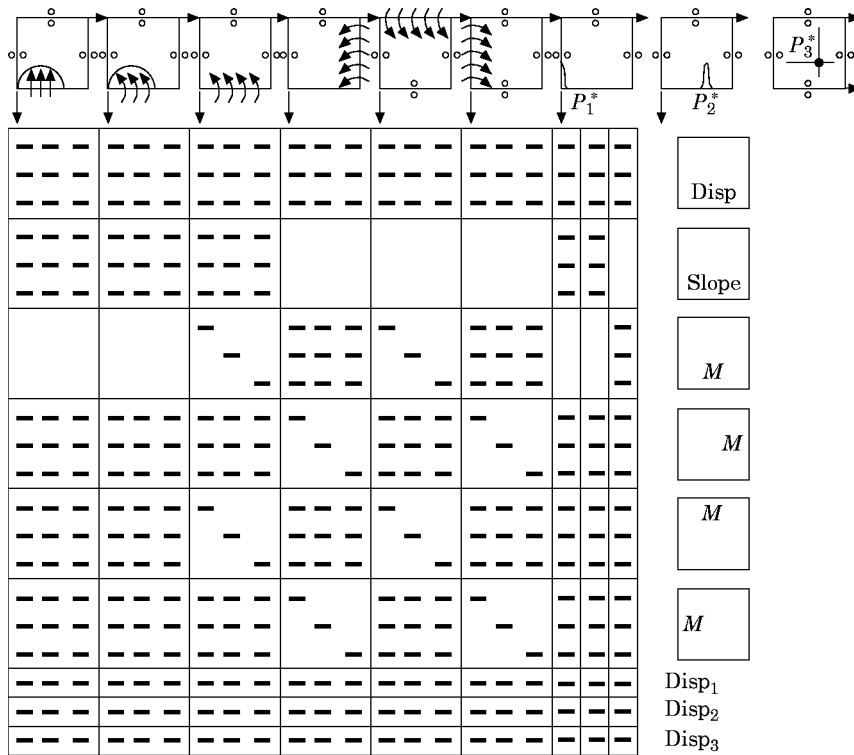 P₃*
P₁* P₂*
Disp
Slope
M
M
M
M
Disp₁
Disp₂
Disp₃